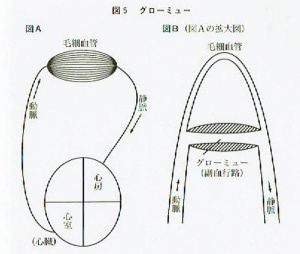 図5 グローミュー
図A
毛細血管
動脈
静脈
心房
心室
(心臓)
図B (図Aの拡大図)
毛細血管
グローミュー
(副血行路)
動脈
静脈